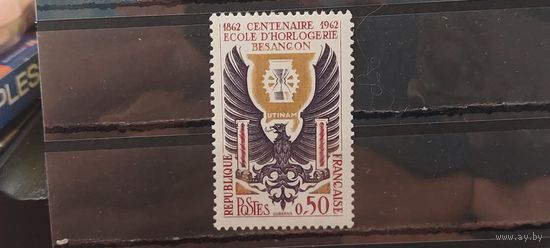 1862 CENTENAIRE 1962
ECOLE D'HORLOGERIE
BESANÇON
UTINAM
REPUBLIQUE
FRANÇAISE
POSTES 0,50
DURRENS
PLES
www.ay.by